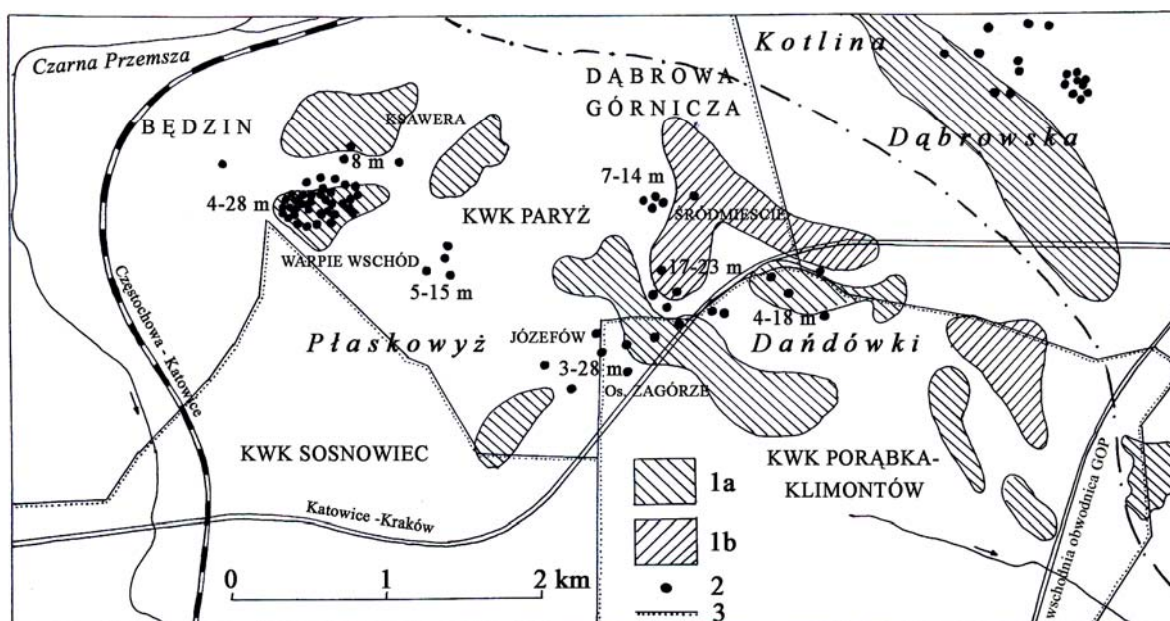 Kotlina
Czarna Przemsza
DĄBROWA
GÓRNICZA
BĘDZIN
KSAWERA
Dąbrowska
8 m
7-14 m
4-28 m
KWK PARYŻ
ŚRÓDMIEŚCIE
WARPIE WSCHÓD
17-23 m
5-15 m
4-18 m
Częstochowa - Katowice
Płaskowyż
JÓZEFÓW
Dańdówki
3-28 m
Os. ZAGÓRZE
KWK SOSNOWIEC
KWK PORĄBKA-
KLIMONTÓW
1a
Katowice -Kraków
1b
wschodnia obwodnica GOP
0 1 2 km
2
3